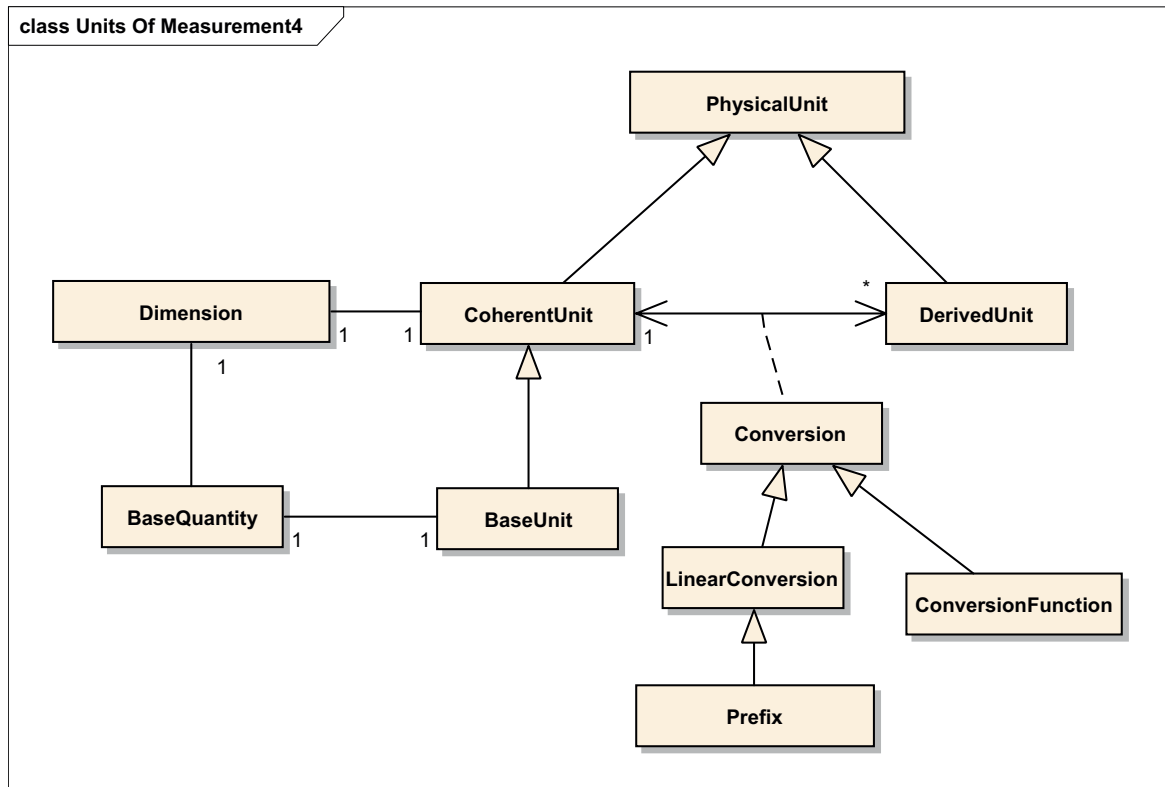 class Units Of Measurement4
PhysicalUnit
Dimension
1
1
CoherentUnit
1
*
DerivedUnit
1
Conversion
BaseQuantity
1
1
BaseUnit
LinearConversion
ConversionFunction
Prefix